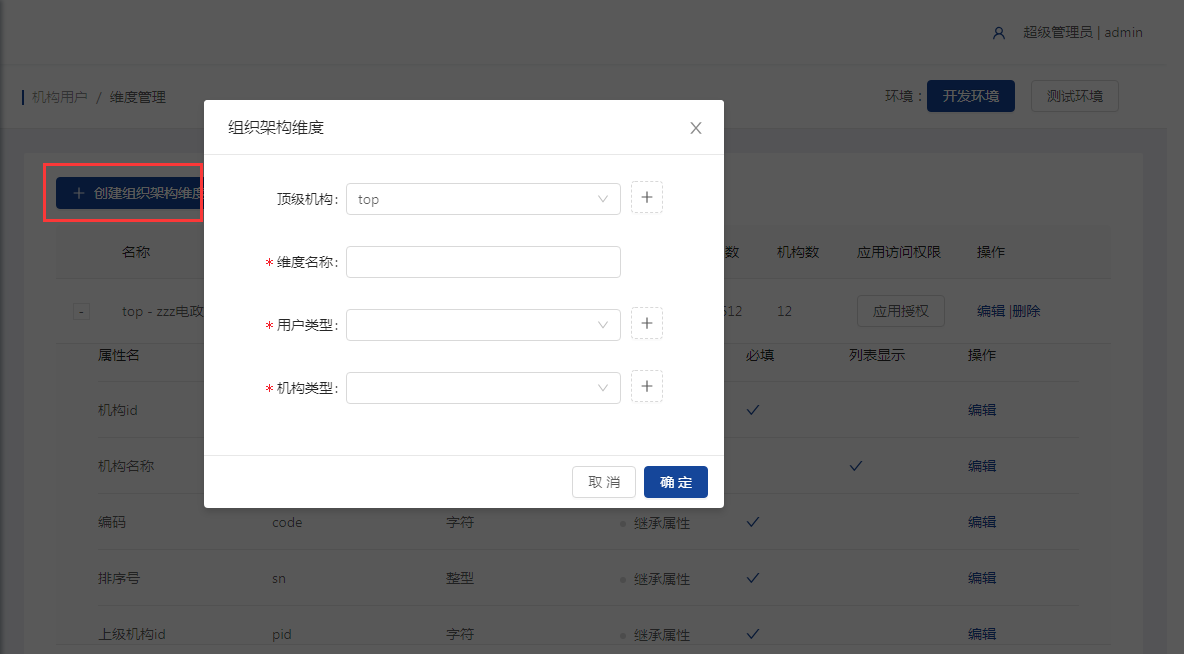 超级管理员 | admin
机构用户 / 维度管理
环境 : 开发环境 测试环境
组织架构维度
+ 创建组织架构维度
顶级机构: top
* 维度名称:
* 用户类型:
* 机构类型:
取 消 确 定
名称 数 机构数 应用访问权限 操作
- top - zzz电政 512 12 应用授权 编辑 |删除
属性名 必填 列表显示 操作
机构id 编辑
机构名称 编辑
编码 code 字符 继承属性 编辑
排序号 sn 整型 继承属性 编辑
上级机构id pid 字符 继承属性 编辑